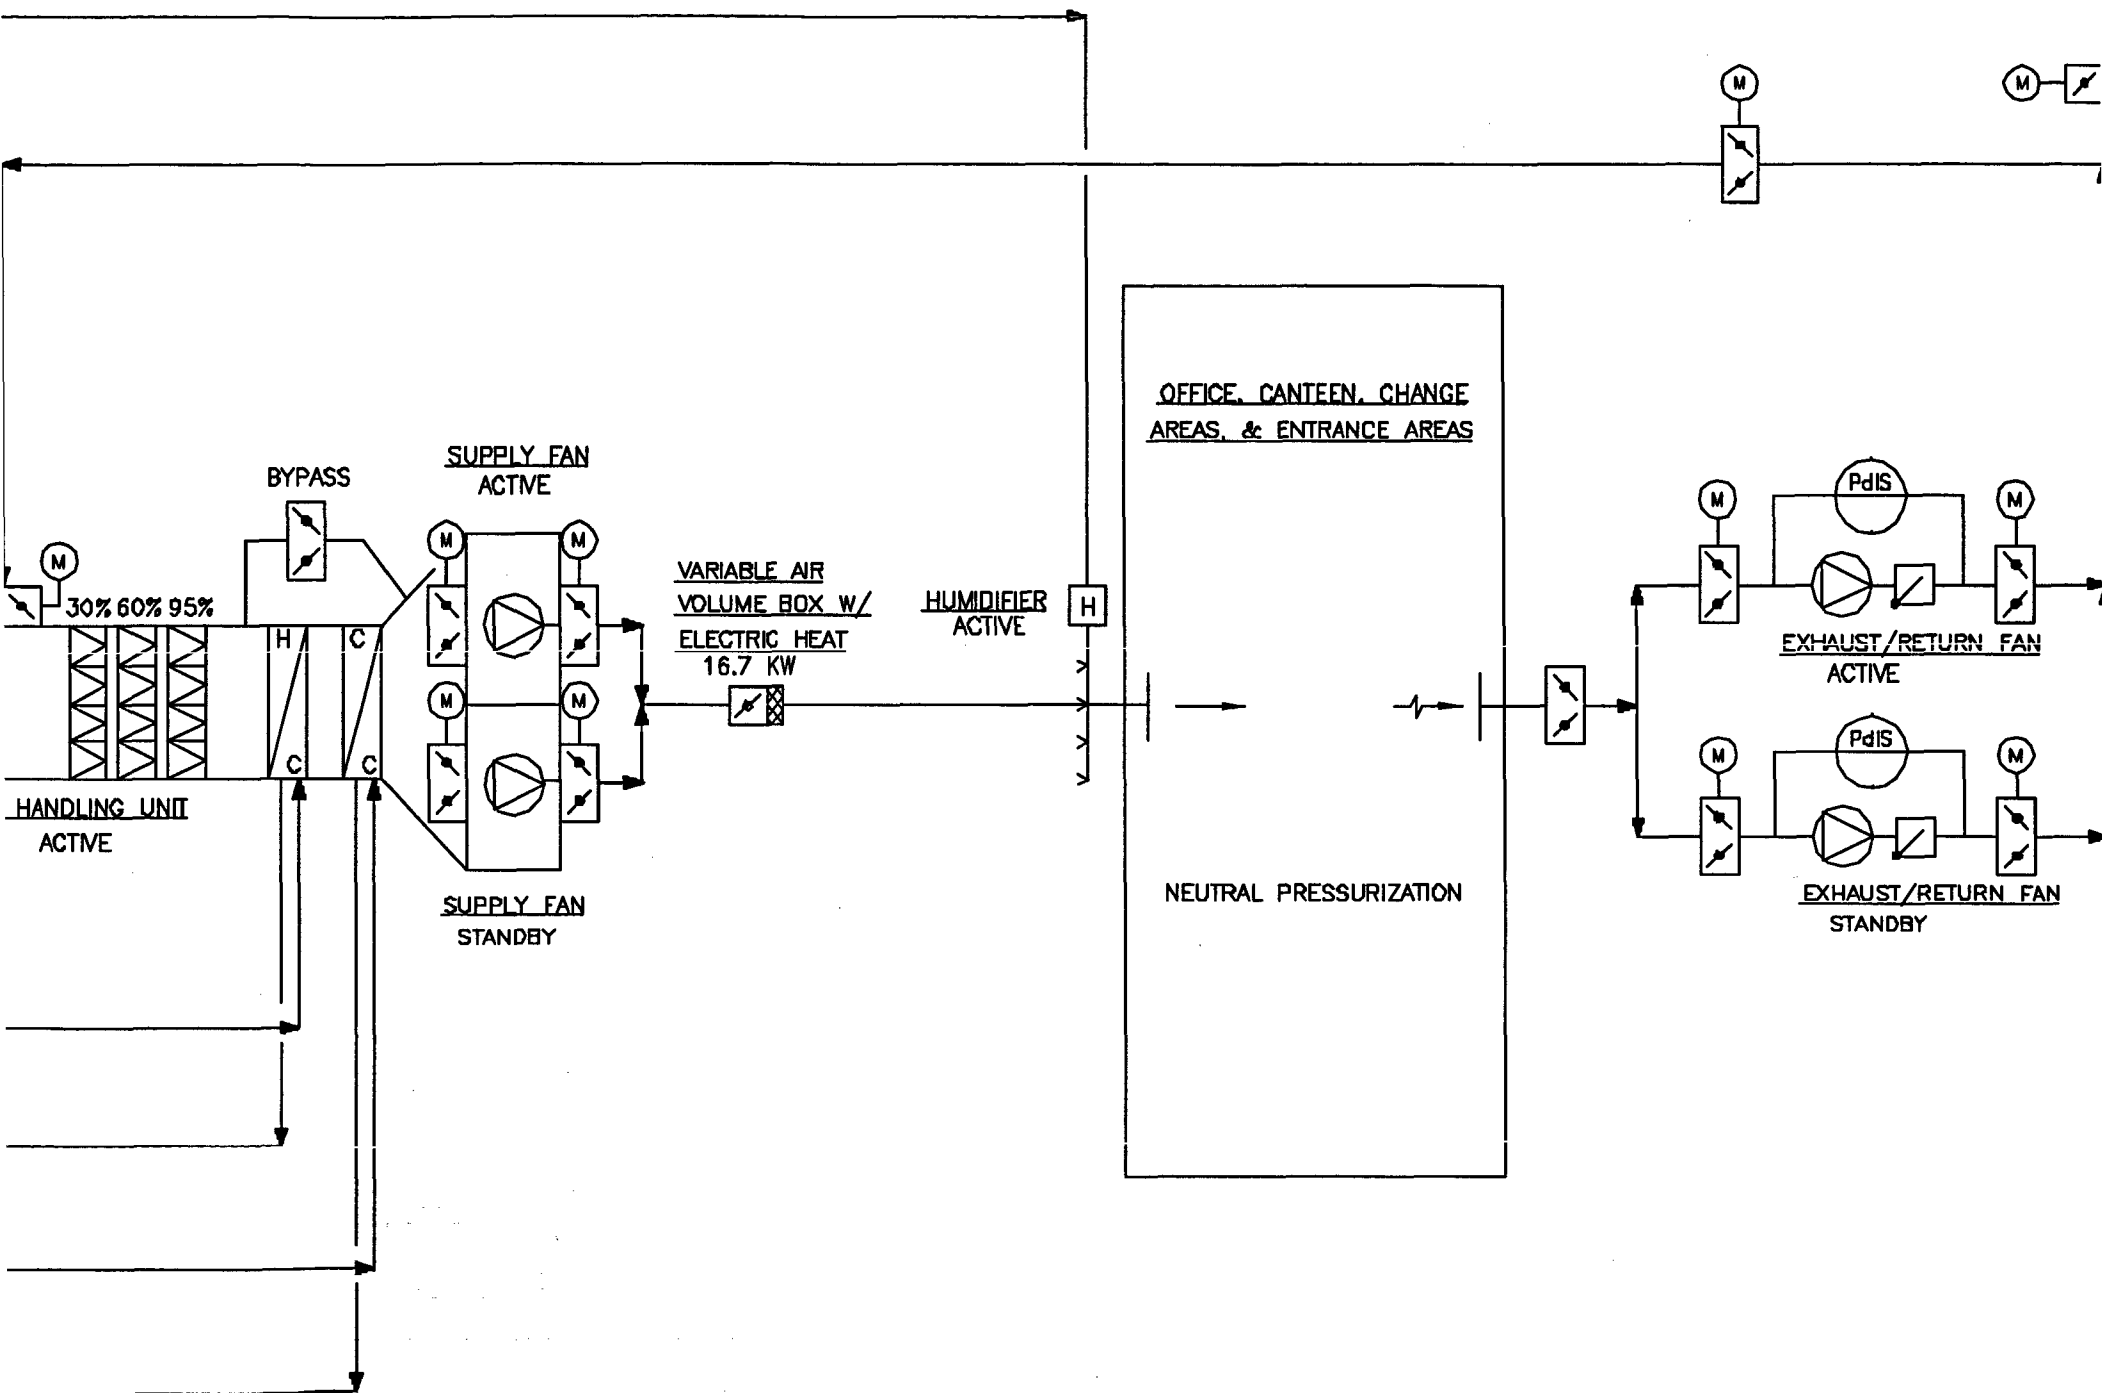 M
M
BYPASS
SUPPLY FAN
ACTIVE
M
30% 60% 95%
H
C
C
C
HANDLING UNIT
ACTIVE
M
M
M
M
SUPPLY FAN
STANDBY
VARIABLE AIR
VOLUME BOX W/
ELECTRIC HEAT
16.7 KW
HUMIDIFIER
ACTIVE
H
OFFICE, CANTEEN, CHANGE
AREAS, & ENTRANCE AREAS
NEUTRAL PRESSURIZATION
M
PdIS
M
EXHAUST/RETURN FAN
ACTIVE
M
PdIS
M
EXHAUST/RETURN FAN
STANDBY